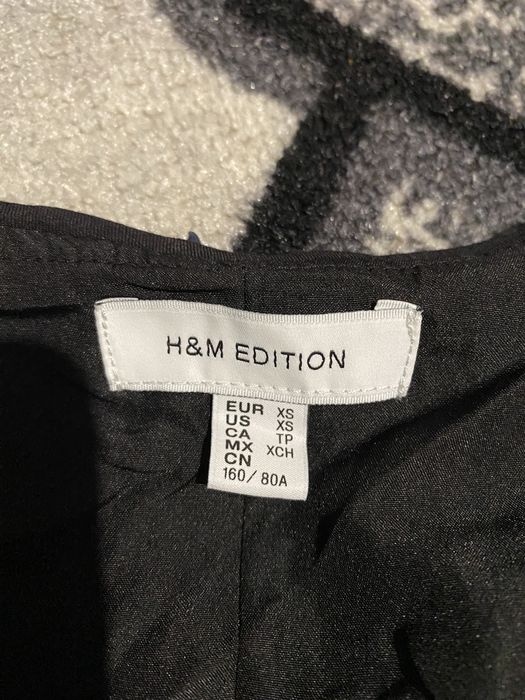 H&M EDITION
EUR XS
US XS
CA TP
MX XCH
CN
160/80A